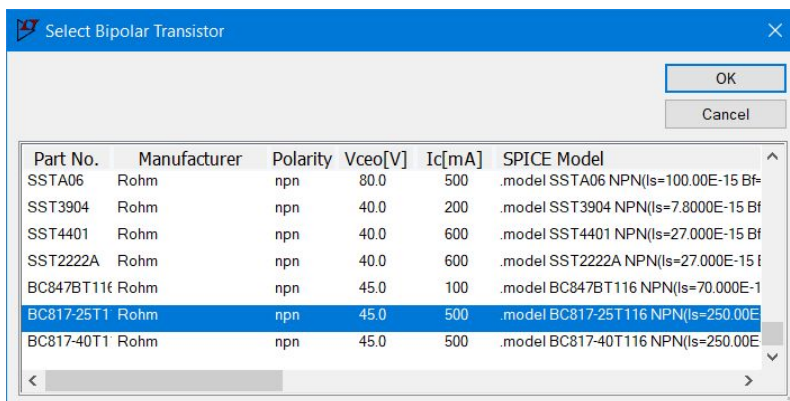 Select Bipolar Transistor
OK
Cancel
Part No. Manufacturer Polarity Vceo[V] Ic[mA] SPICE Model
SSTA06 Rohm npn 80.0 500 .model SSTA06 NPN(Is=100.00E-15 Bf=
SST3904 Rohm npn 40.0 200 .model SST3904 NPN(Is=7.8000E-15 Bf
SST4401 Rohm npn 40.0 600 .model SST4401 NPN(Is=27.000E-15 Bf
SST2222A Rohm npn 40.0 600 .model SST2222A NPN(Is=27.000E-15
BC847BT116 Rohm npn 45.0 100 .model BC847BT116 NPN(Is=70.000E-1
BC817-25T1 Rohm npn 45.0 500 .model BC817-25T116 NPN(Is=250.00E
BC817-40T1 Rohm npn 45.0 500 .model BC817-40T116 NPN(Is=250.00E